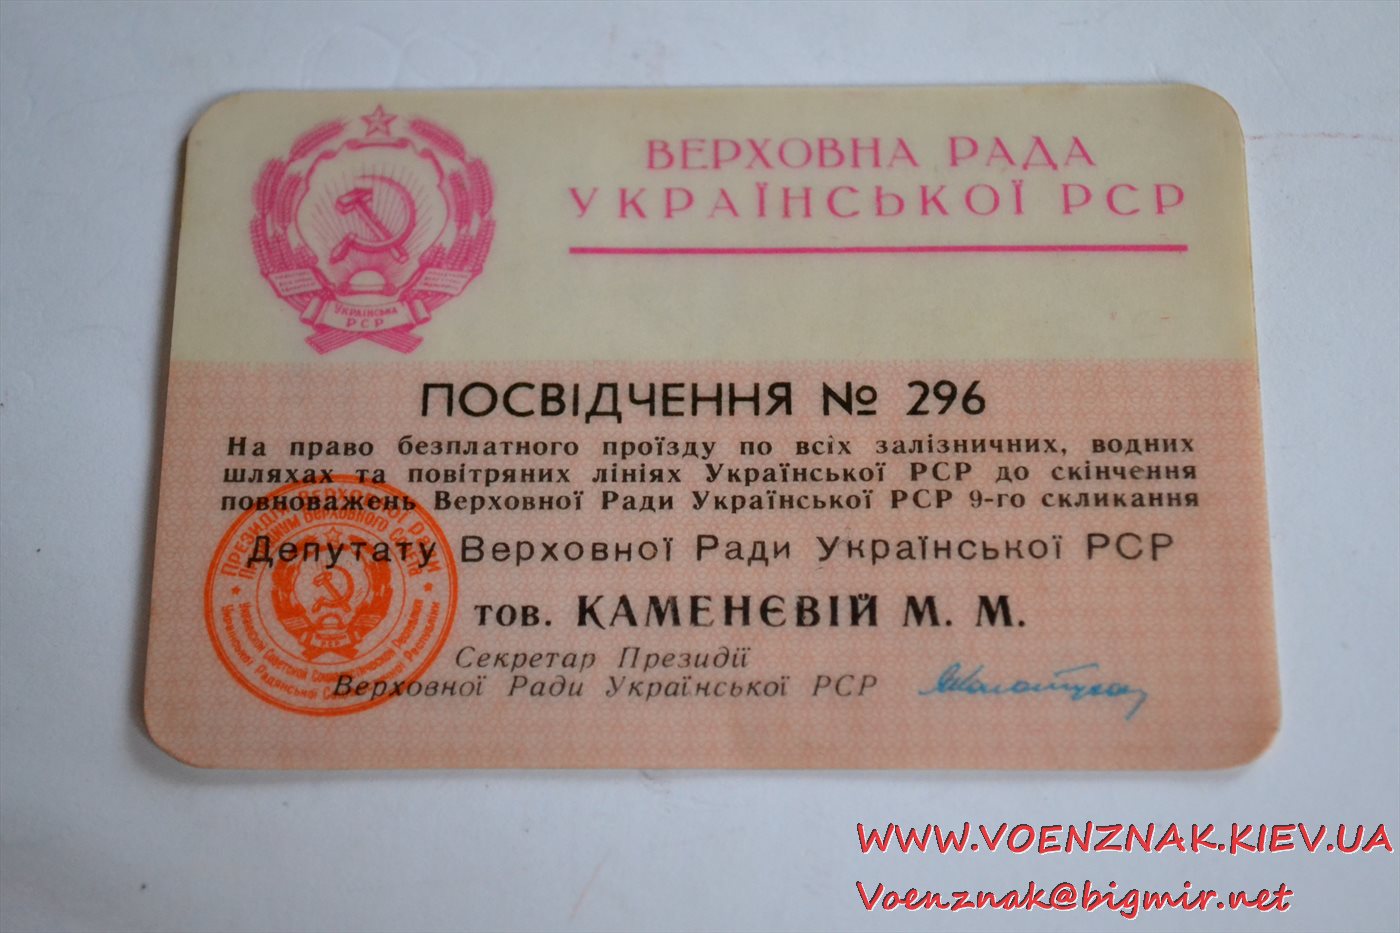 ВЕРХОВНА РАДА
УКРАЇНСЬКОЇ РСР
УКРАЇНСЬКА
РСР
ПОСВІДЧЕННЯ № 296
На право безплатного проїзду по всіх залізничних, водних
шляхах та повітряних лініях Української РСР до скінчення
повноважень Верховної Ради Української РСР 9-го скликання
Депутату Верховної Ради Української РСР
тов. КАМЕНЄВІЙ М. М.
Секретар Президії
Верховної Ради Української РСР
WWW.VOENZNAK.KIEV.UA
Voenznak@bigmir.net